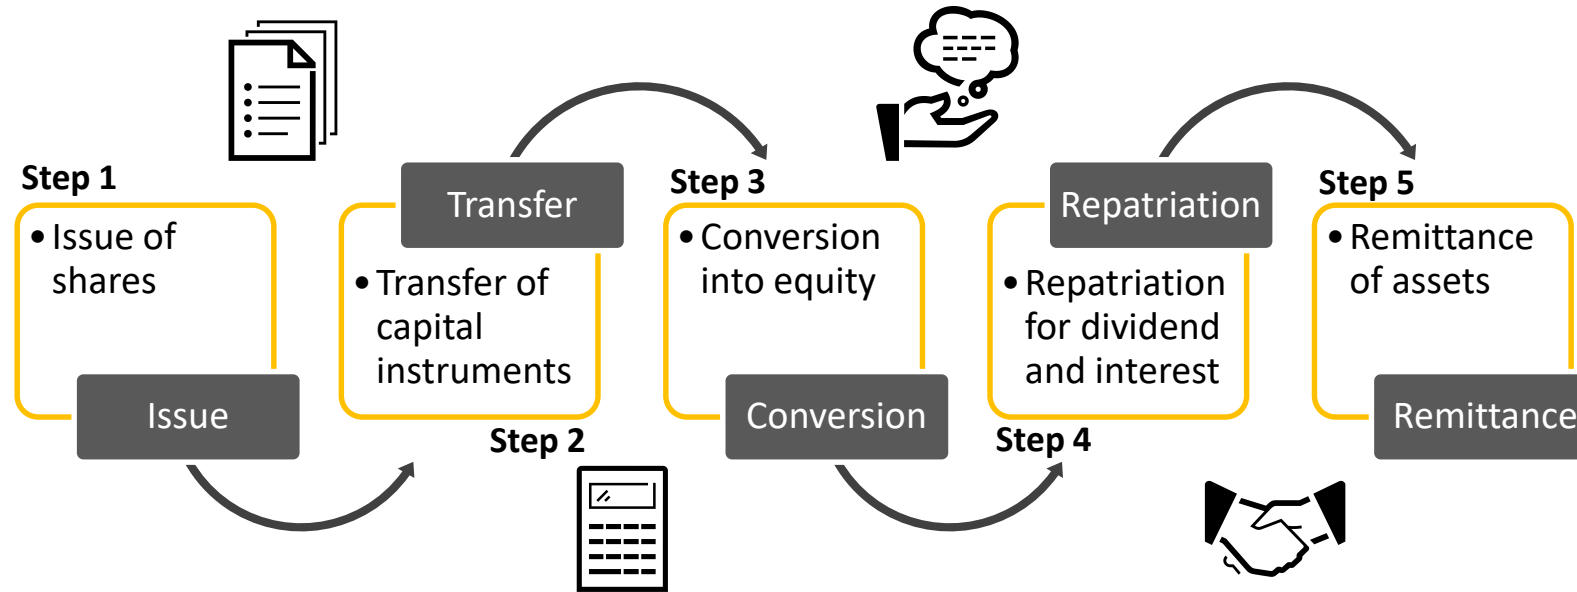 Step 1
• Issue of
shares
Issue
Transfer
• Transfer of
capital
instruments
Step 2
Step 3
• Conversion
into equity
Conversion
Repatriation
• Repatriation
for dividend
and interest
Step 4
Step 5
• Remittance
of assets
Remittance